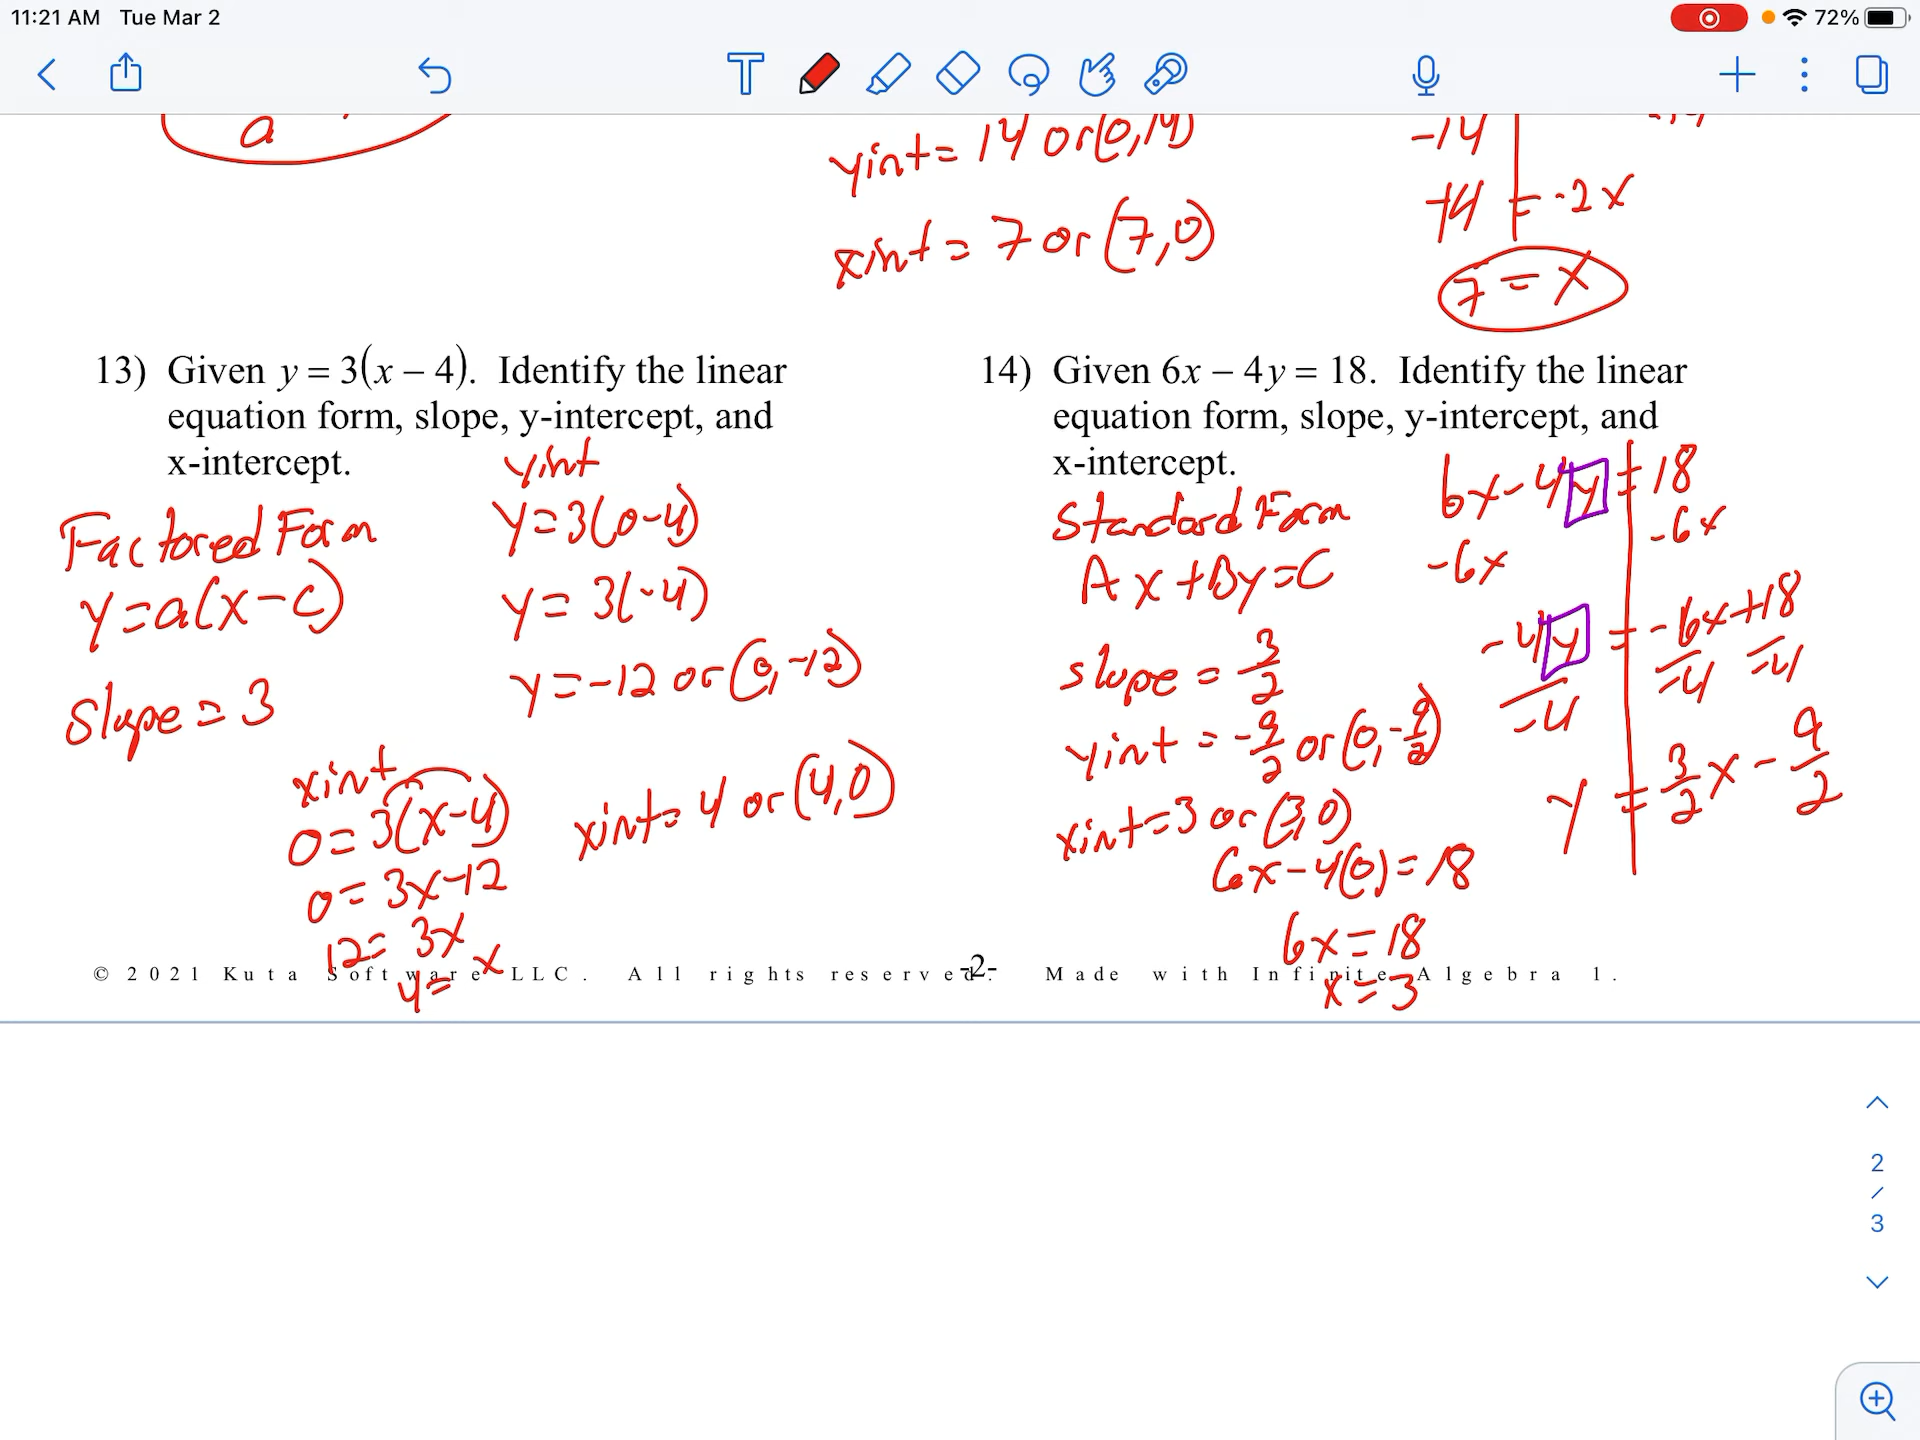 11:21 AM Tue Mar 2
72%
a
yint = 14 or (0,14)
xint = 7 or (7,0)
-14
-14
14 = -2x
7 = x
13) Given y = 3(x − 4). Identify the linear
equation form, slope, y-intercept, and
x-intercept.
Factored Form
y=a(x-c)
Slope = 3
yint
y=3(0-4)
y= 3(-4)
y=-12 or (0,-12)
xint
0=3(x-4)
0=3x-12
12= 3x
4= x
xint= 4 or (4,0)
14) Given 6x − 4y = 18. Identify the linear
equation form, slope, y-intercept, and
x-intercept.
Standard Form
Ax+By=C
slope = 3/2
yint = -9/2 or (0,-9/2)
xint=3 or (3,0)
6x-4(0)=18
6x=18
x=3
6x-4y = 18
-6x -6x
-4y = -6x+18
-4 -4 -4
y = 3/2 x - 9/2
© 2021 Kuta Software LLC. All rights reserved.
-2-
Made with Infinite Algebra 1.
2
/
3